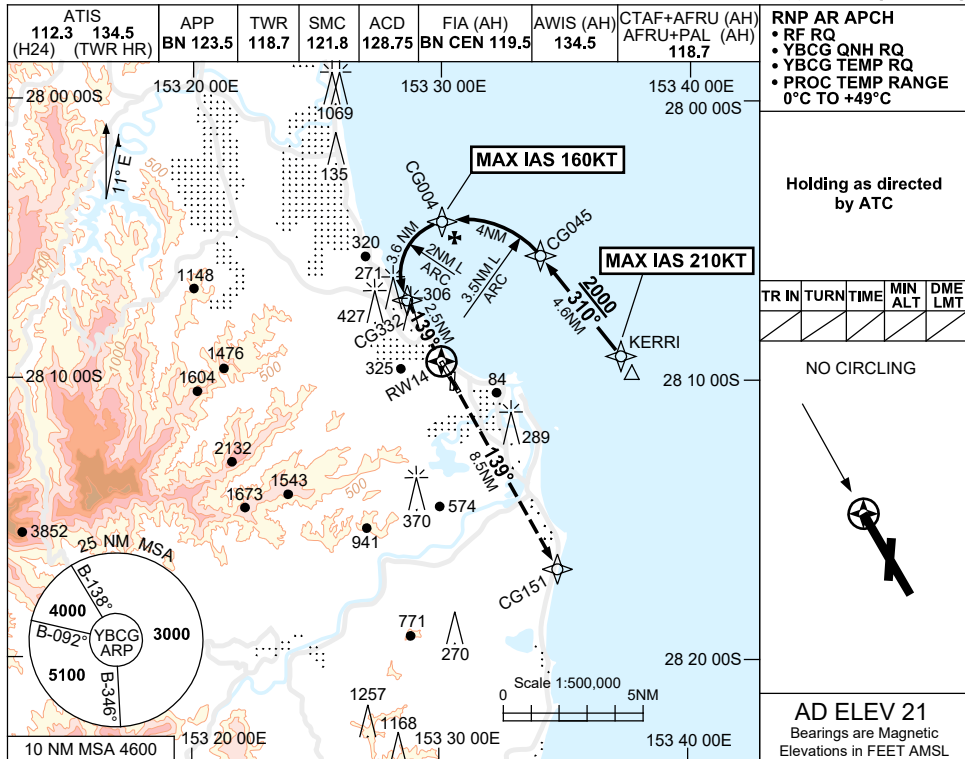 ATIS
112.3 134.5
(H24) (TWR HR)
APP
BN 123.5
TWR
118.7
SMC
121.8
ACD
128.75
FIA (AH)
BN CEN 119.5
AWIS (AH)
134.5
CTAF+AFRU (AH)
AFRU+PAL (AH)
118.7
RNP AR APCH
• RF RQ
• YBCG QNH RQ
• YBCG TEMP RQ
• PROC TEMP RANGE
0°C TO +49°C
Holding as directed
by ATC
TR IN
TURN
TIME
MIN
ALT
DME
LMT
NO CIRCLING
AD ELEV 21
Bearings are Magnetic
Elevations in FEET AMSL
153 20 00E
153 30 00E
153 40 00E
28 00 00S
28 00 00S
11° E
500
1069
135
MAX IAS 160KT
CG004
CG045
4NM
3.6 NM
2NM L
ARC
3.5NM L
ARC
MAX IAS 210KT
2000
310°
4.6NM
KERRI
320
271
306
427
CG332
2.5NM
139°
325
RW14
84
289
1148
1476
1604
28 10 00S
28 10 00S
1000
500
500
2132
1543
1673
3852
941
370
574
139°
8.5NM
CG151
771
270
1257
1168
25 NM MSA
B-138°
4000
B-092°
YBCG
ARP
3000
5100
B-346°
10 NM MSA 4600
28 20 00S
Scale 1:500,000
0
5NM
153 20 00E
153 30 00E
153 40 00E